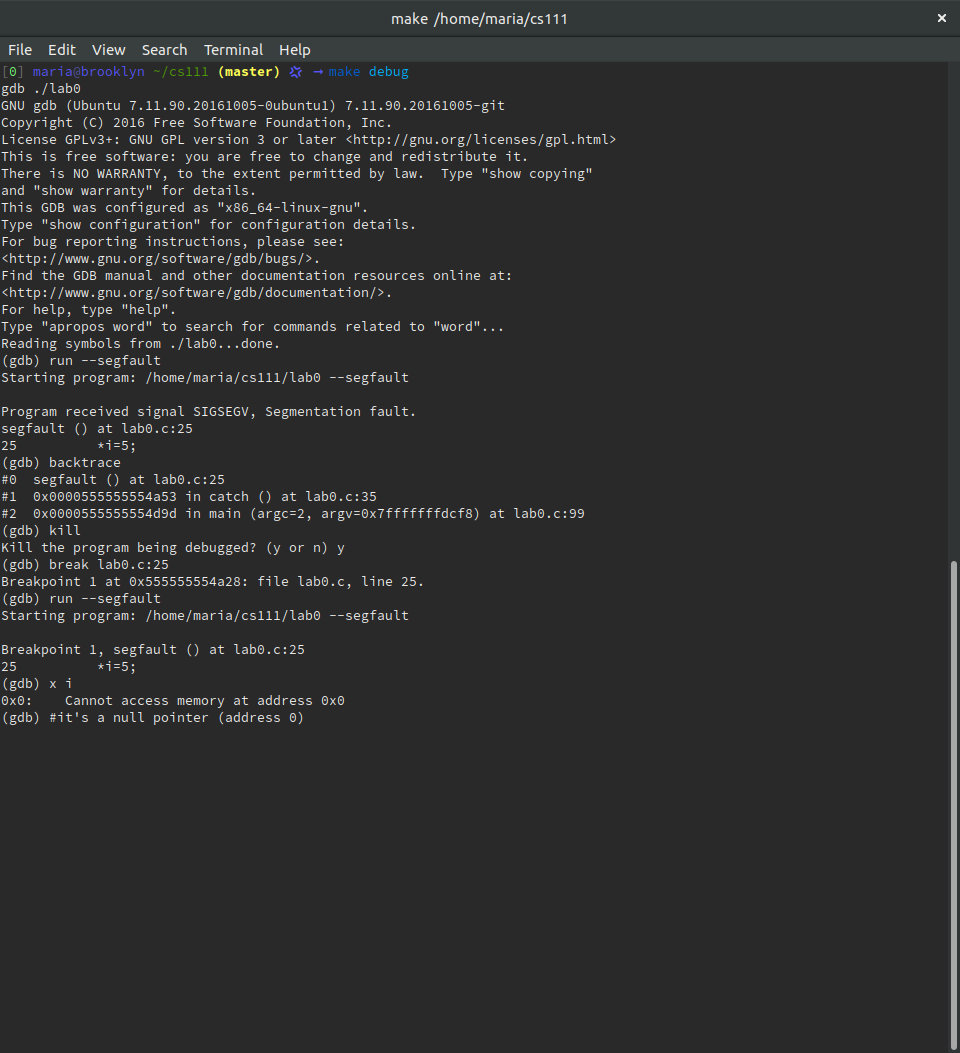 make /home/maria/cs111
File Edit View Search Terminal Help
[0] maria@brooklyn ~/cs111 (master) → make debug
gdb ./lab0
GNU gdb (Ubuntu 7.11.90.20161005-0ubuntu1) 7.11.90.20161005-git
Copyright (C) 2016 Free Software Foundation, Inc.
License GPLv3+: GNU GPL version 3 or later <http://gnu.org/licenses/gpl.html>
This is free software: you are free to change and redistribute it.
There is NO WARRANTY, to the extent permitted by law.  Type "show copying"
and "show warranty" for details.
This GDB was configured as "x86_64-linux-gnu".
Type "show configuration" for configuration details.
For bug reporting instructions, please see:
<http://www.gnu.org/software/gdb/bugs/>.
Find the GDB manual and other documentation resources online at:
<http://www.gnu.org/software/gdb/documentation/>.
For help, type "help".
Type "apropos word" to search for commands related to "word"...
Reading symbols from ./lab0...done.
(gdb) run --segfault
Starting program: /home/maria/cs111/lab0 --segfault
Program received signal SIGSEGV, Segmentation fault.
segfault () at lab0.c:25
25          *i=5;
(gdb) backtrace
#0  segfault () at lab0.c:25
#1  0x0000555555554a53 in catch () at lab0.c:35
#2  0x0000555555554d9d in main (argc=2, argv=0x7fffffffdcf8) at lab0.c:99
(gdb) kill
Kill the program being debugged? (y or n) y
(gdb) break lab0.c:25
Breakpoint 1 at 0x555555554a28: file lab0.c, line 25.
(gdb) run --segfault
Starting program: /home/maria/cs111/lab0 --segfault
Breakpoint 1, segfault () at lab0.c:25
25          *i=5;
(gdb) x i
0x0:    Cannot access memory at address 0x0
(gdb) #it's a null pointer (address 0)